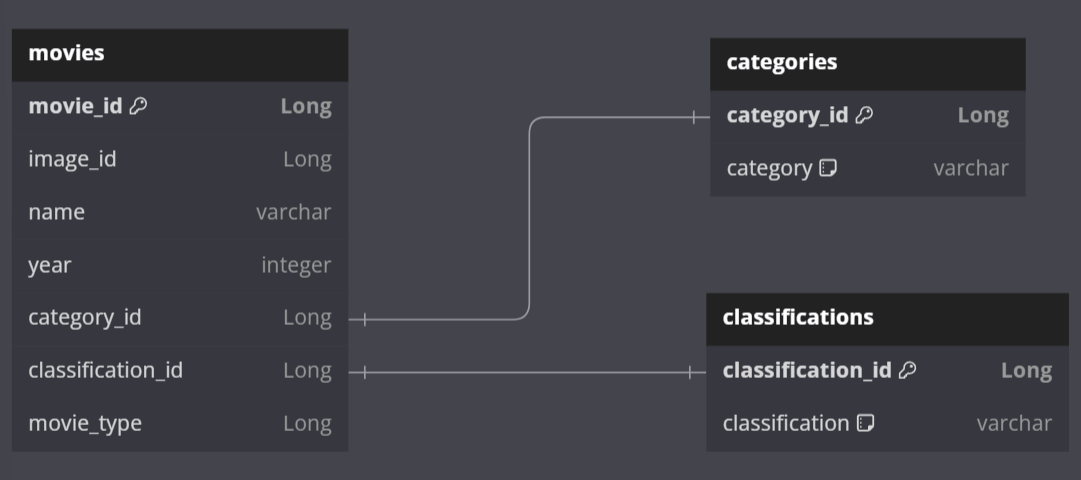 movies
movie_id Long
image_id Long
name varchar
year integer
category_id Long
classification_id Long
movie_type Long
categories
category_id Long
category varchar
classifications
classification_id Long
classification varchar